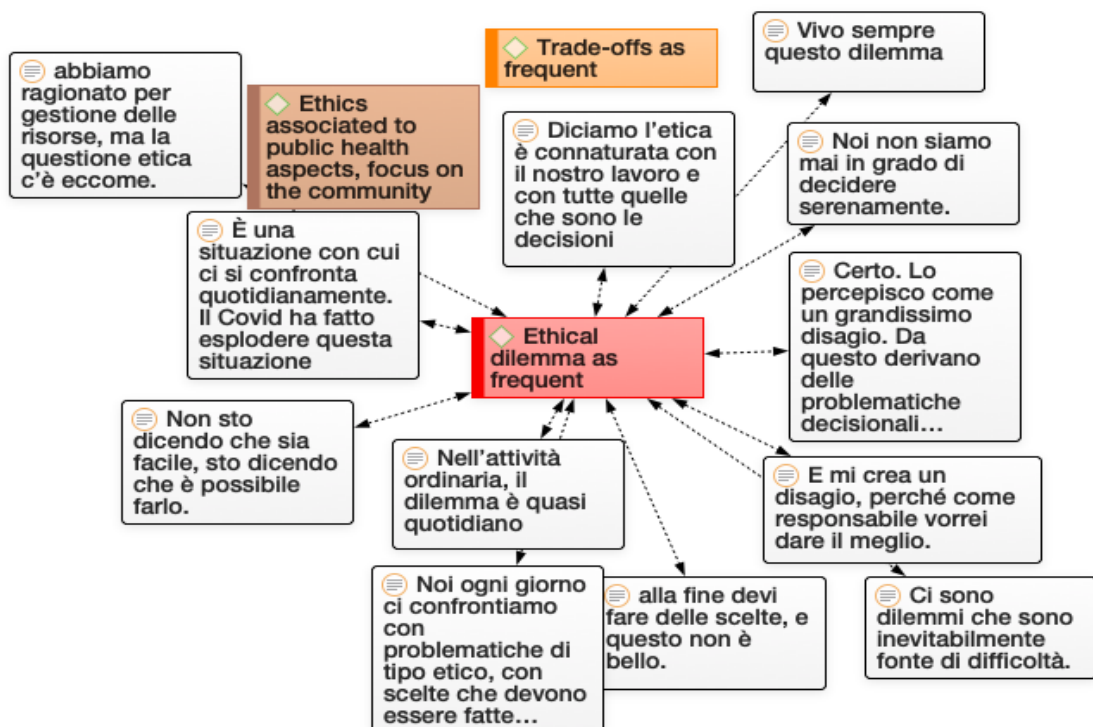 abbiamo
ragionato per
gestione delle
risorse, ma la
questione etica
c'è eccome.
Ethics
associated to
public health
aspects, focus on
the community
Trade-offs as
frequent
Vivo sempre
questo dilemma
Diciamo l'etica
è connaturata con
il nostro lavoro e
con tutte quelle
che sono le
decisioni
Noi non siamo
mai in grado di
decidere
serenamente.
È una
situazione con cui
ci si confronta
quotidianamente.
Il Covid ha fatto
esplodere questa
situazione
Certo. Lo
percepisco come
un grandissimo
disagio. Da
questo derivano
delle
problematiche
decisionali...
Ethical
dilemma as
frequent
Non sto
dicendo che sia
facile, sto dicendo
che è possibile
farlo.
Nell'attività
ordinaria, il
dilemma è quasi
quotidiano
E mi crea un
disagio, perché come
responsabile vorrei
dare il meglio.
Noi ogni giorno
ci confrontiamo
con
problematiche di
tipo etico, con
scelte che devono
essere fatte...
alla fine devi
fare delle scelte, e
questo non è
bello.
Ci sono
dilemmi che sono
inevitabilmente
fonte di difficoltà.